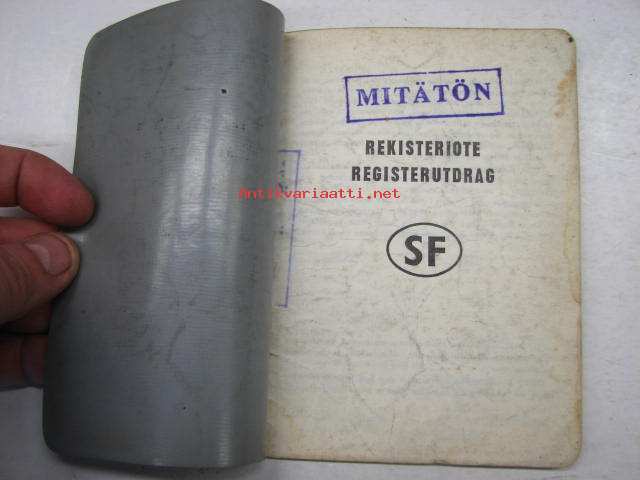 MITÄTÖN
REKISTERIOTE
REGISTERUTDRAG
Antikvariaatti.net
SF